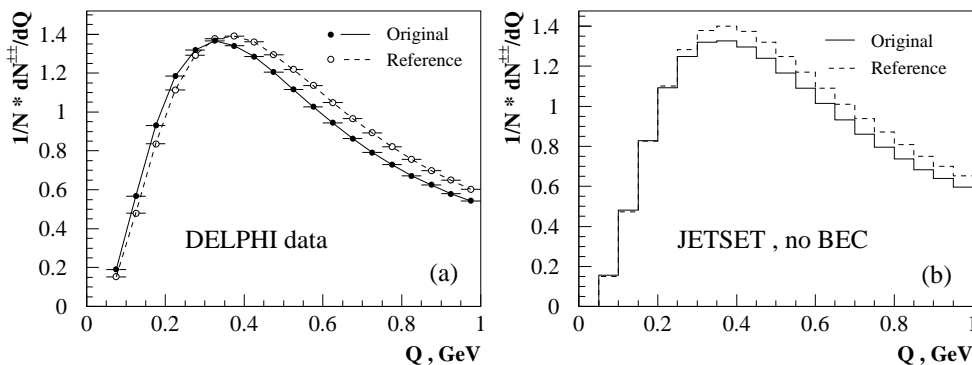 1/N * dN±±/dQ
1.4
1.2
1
0.8
0.6
0.4
0.2
0
Original
Reference
DELPHI data
(a)
0 0.2 0.4 0.6 0.8 1
Q , GeV
1/N * dN±±/dQ
1.4
1.2
1
0.8
0.6
0.4
0.2
0
Original
Reference
JETSET , no BEC
(b)
0 0.2 0.4 0.6 0.8 1
Q , GeV